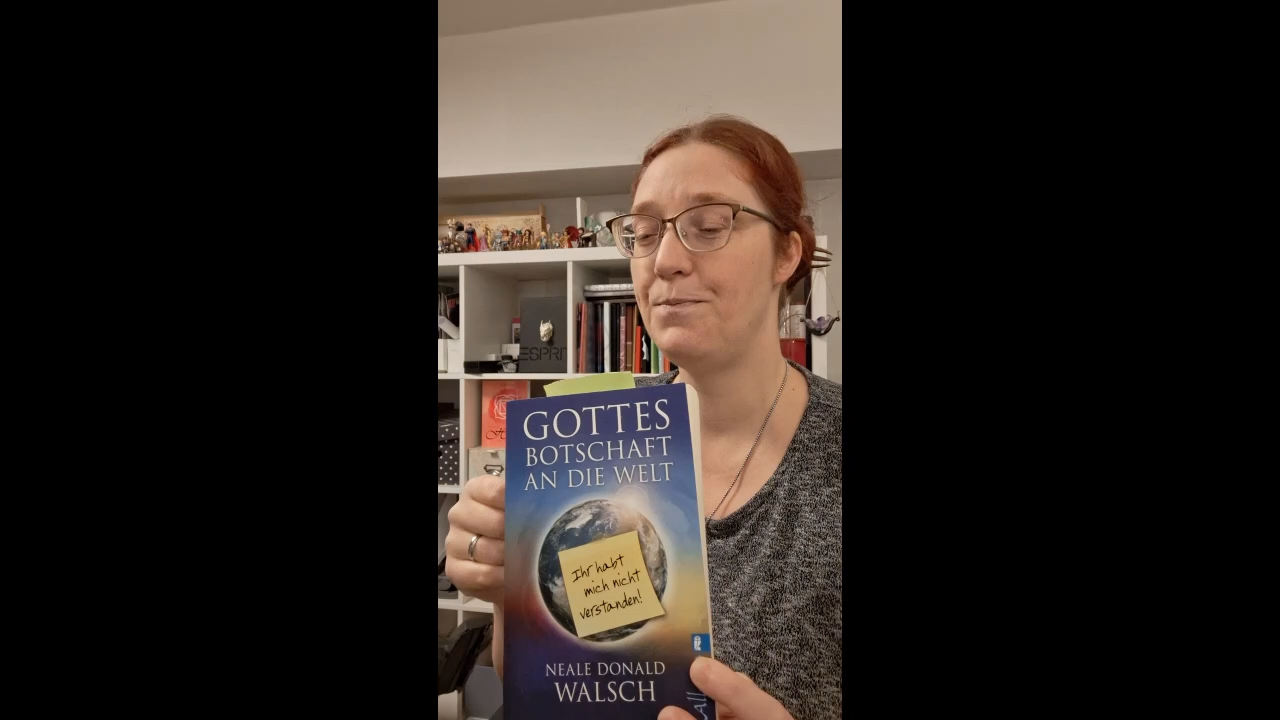 ESPRIT
GOTTES
BOTSCHAFT
AN DIE WELT
Ihr habt
mich nicht
verstanden!
NEALE DONALD
WALSCH